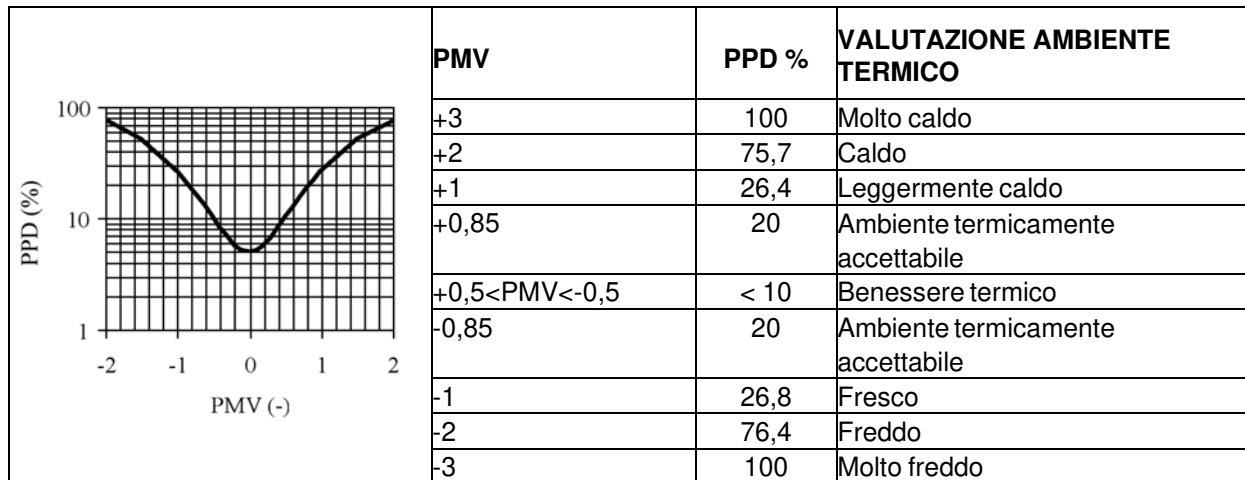 PMV PPD % VALUTAZIONE AMBIENTE
TERMICO
+3 100 Molto caldo
+2 75,7 Caldo
+1 26,4 Leggermente caldo
+0,85 20 Ambiente termicamente
accettabile
+0,5<PMV<-0,5 < 10 Benessere termico
-0,85 20 Ambiente termicamente
accettabile
-1 26,8 Fresco
-2 76,4 Freddo
-3 100 Molto freddo
100
10
1
PPD (%)
-2 -1 0 1 2
PMV (-)